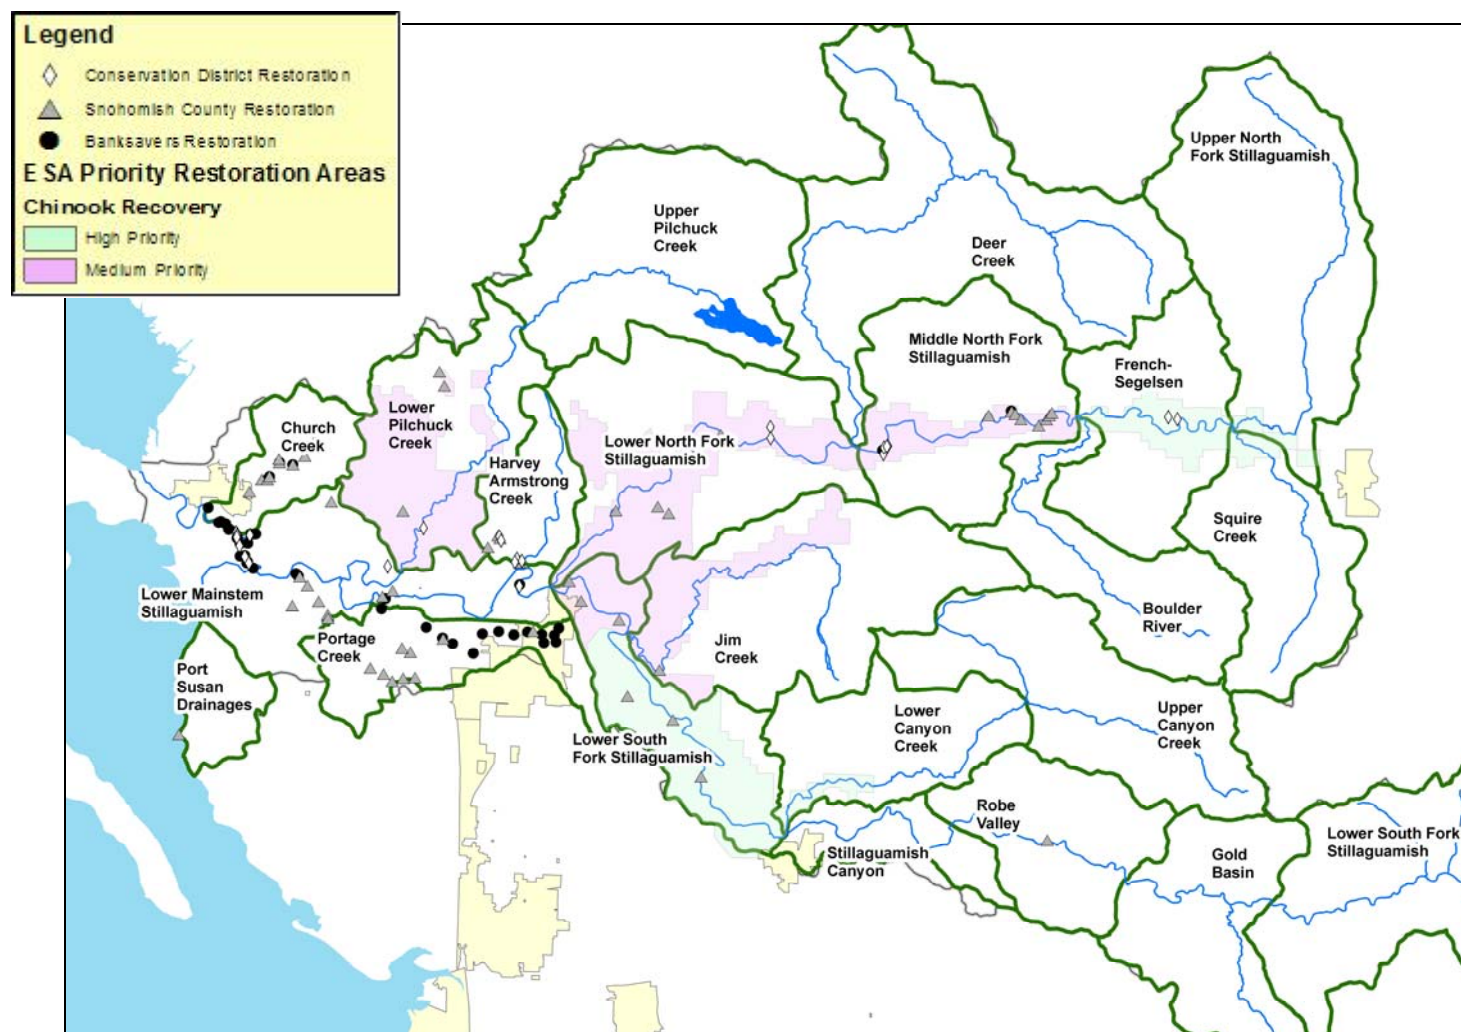 Legend
Conservation District Restoration
Snohomish County Restoration
Banksavers Restoration
ESA Priority Restoration Areas
Chinook Recovery
High Priority
Medium Priority
Upper North
Fork Stillaguamish
Upper
Pilchuck
Creek
Deer
Creek
Middle North Fork
Stillaguamish
French-
Segelsen
Church
Creek
Lower
Pilchuck
Creek
Harvey
Armstrong
Creek
Lower North Fork
Stillaguamish
Squire
Creek
Lower Mainstem
Stillaguamish
Boulder
River
Portage
Creek
Jim
Creek
Port
Susan
Drainages
Lower South
Fork Stillaguamish
Lower
Canyon
Creek
Upper
Canyon
Creek
Robe
Valley
Stillaguamish
Canyon
Gold
Basin
Lower South Fork
Stillaguamish